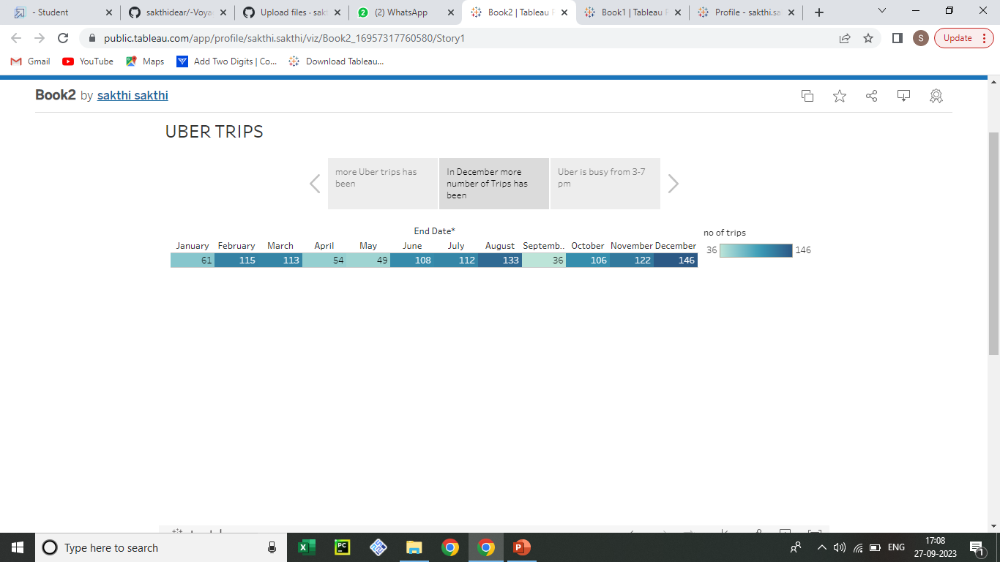 - Student
sakthidear/-Voya
Upload files · sak
(2) WhatsApp
Book2 | Tableau
Book1 | Tableau
Profile - sakthi.sa
public.tableau.com/app/profile/sakthi.sakthi/viz/Book2_16957317760580/Story1
S
Update
Gmail
YouTube
Maps
Add Two Digits | Co...
Download Tableau...
Book2 by sakthi sakthi
UBER TRIPS
more Uber trips has
been
In December more
number of Trips has
been
Uber is busy from 3-7
pm
End Date*
January February March April May June July August Septemb.. October November December
61 115 113 54 49 108 112 133 36 106 122 146
no of trips
36 146
Type here to search
ENG
17:08
27-09-2023
1